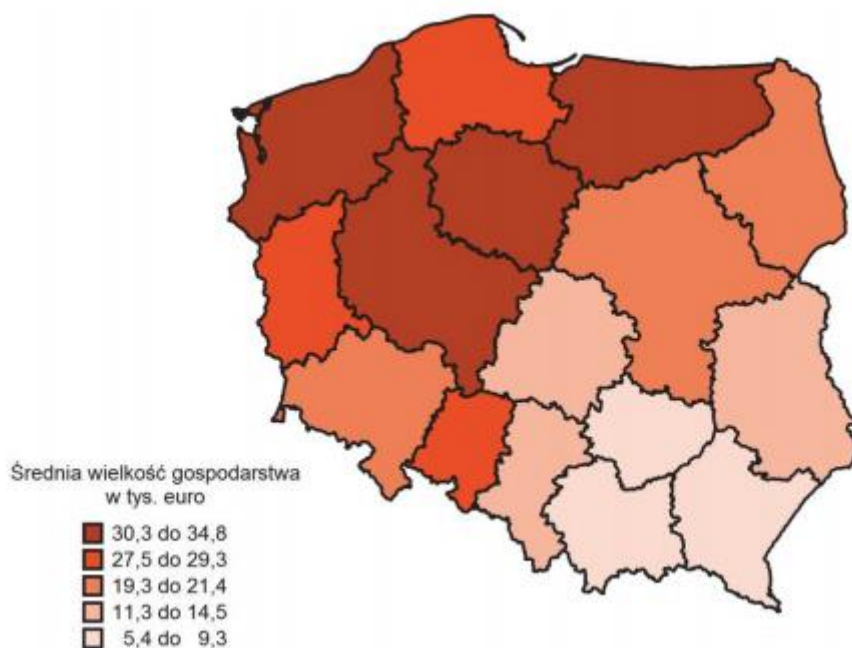 Średnia wielkość gospodarstwa
w tys. euro
30,3 do 34,8
27,5 do 29,3
19,3 do 21,4
11,3 do 14,5
5,4 do 9,3